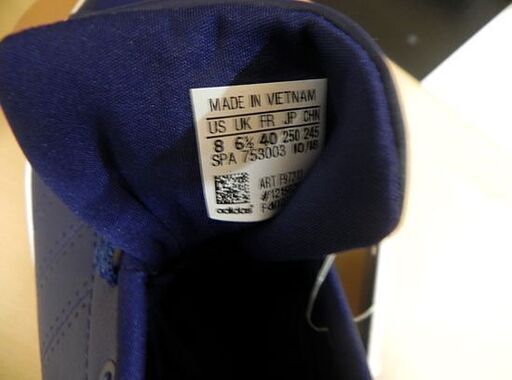 MADE IN VIETNAM
US UK FR JP CHN
8 6½ 40 250 245
SPA 753003 10/18
ART
adidas